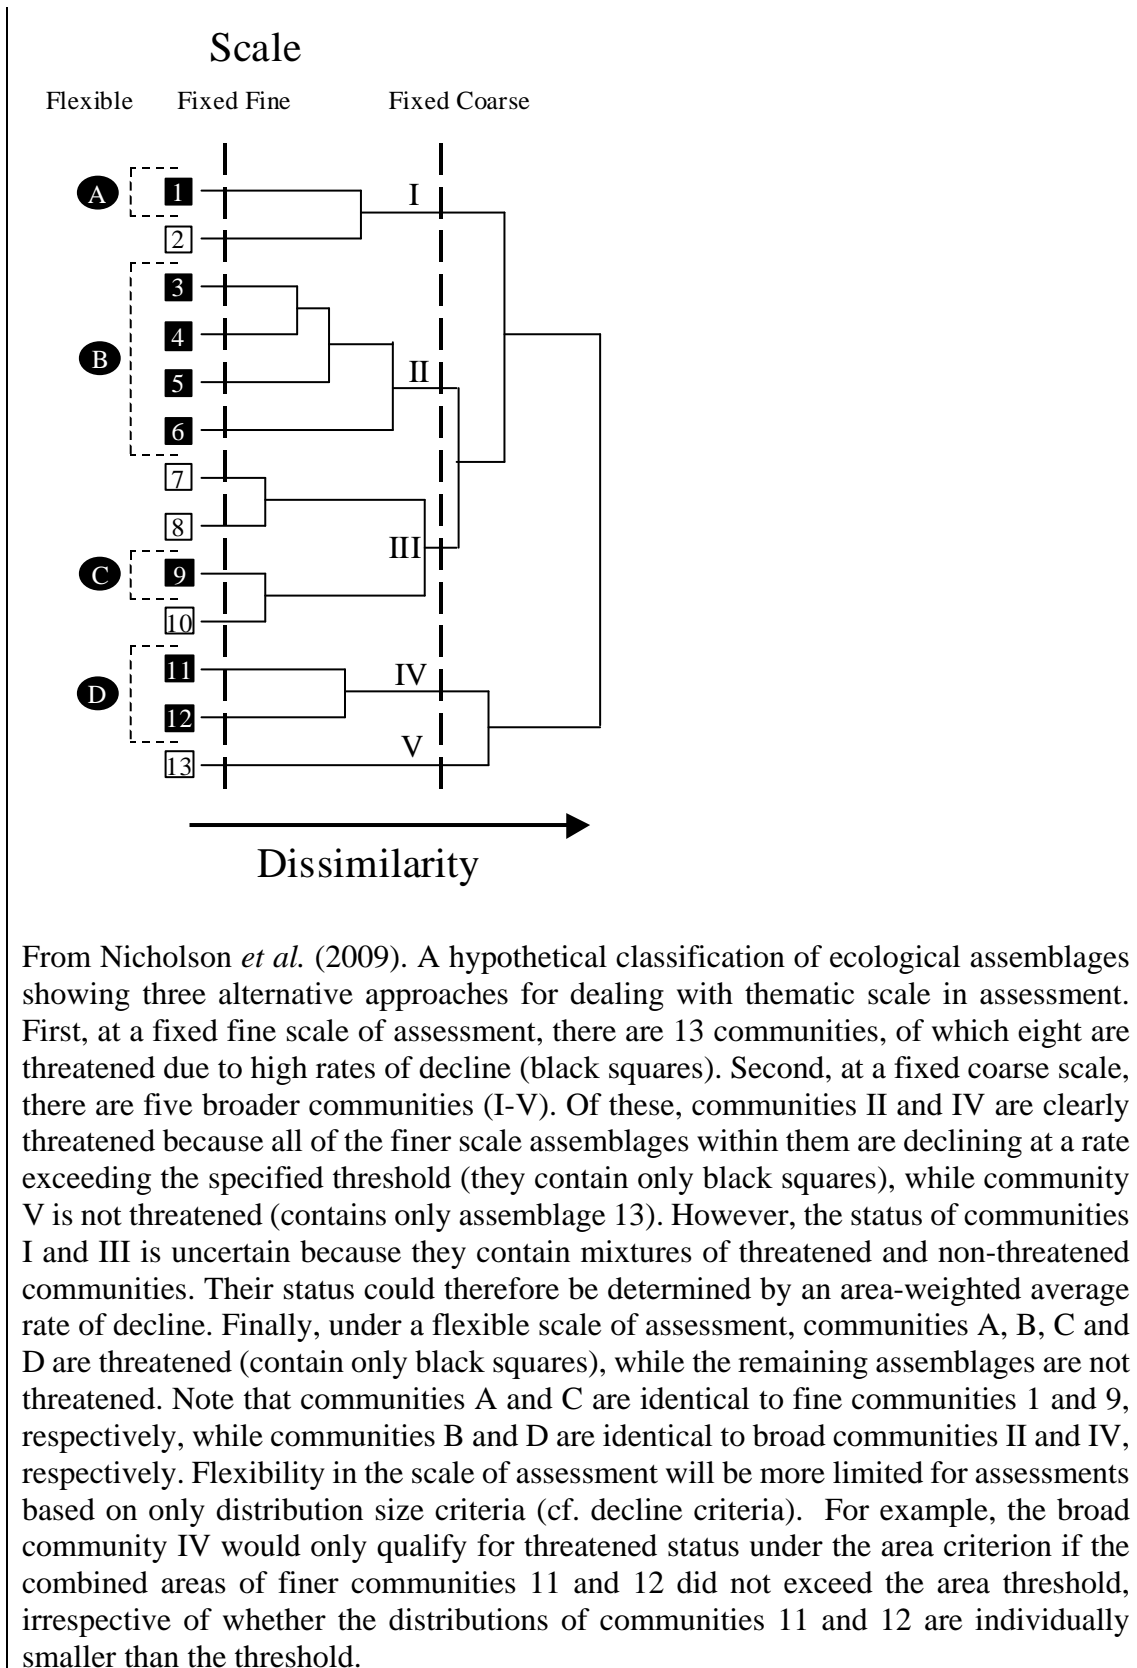 Scale
Flexible Fixed Fine Fixed Coarse
A 1 I
2
3
4
B
5 II
6
7
8
III
C 9
10
11 IV
D
12
V
13
Dissimilarity
From Nicholson et al. (2009). A hypothetical classification of ecological assemblages
showing three alternative approaches for dealing with thematic scale in assessment.
First, at a fixed fine scale of assessment, there are 13 communities, of which eight are
threatened due to high rates of decline (black squares). Second, at a fixed coarse scale,
there are five broader communities (I-V). Of these, communities II and IV are clearly
threatened because all of the finer scale assemblages within them are declining at a rate
exceeding the specified threshold (they contain only black squares), while community
V is not threatened (contains only assemblage 13). However, the status of communities
I and III is uncertain because they contain mixtures of threatened and non-threatened
communities. Their status could therefore be determined by an area-weighted average
rate of decline. Finally, under a flexible scale of assessment, communities A, B, C and
D are threatened (contain only black squares), while the remaining assemblages are not
threatened. Note that communities A and C are identical to fine communities 1 and 9,
respectively, while communities B and D are identical to broad communities II and IV,
respectively. Flexibility in the scale of assessment will be more limited for assessments
based on only distribution size criteria (cf. decline criteria). For example, the broad
community IV would only qualify for threatened status under the area criterion if the
combined areas of finer communities 11 and 12 did not exceed the area threshold,
irrespective of whether the distributions of communities 11 and 12 are individually
smaller than the threshold.